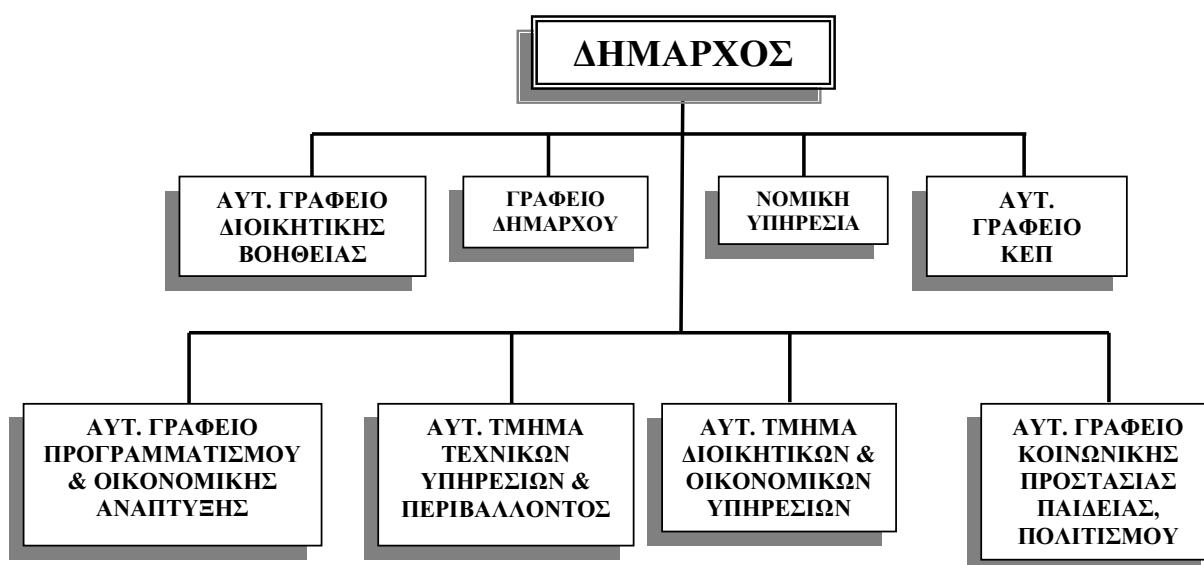 ΔΗΜΑΡΧΟΣ
ΑΥΤ. ΓΡΑΦΕΙΟ
ΔΙΟΙΚΗΤΙΚΗΣ
ΒΟΗΘΕΙΑΣ
ΓΡΑΦΕΙΟ
ΔΗΜΑΡΧΟΥ
ΝΟΜΙΚΗ
ΥΠΗΡΕΣΙΑ
ΑΥΤ.
ΓΡΑΦΕΙΟ
ΚΕΠ
ΑΥΤ. ΓΡΑΦΕΙΟ
ΠΡΟΓΡΑΜΜΑΤΙΣΜΟΥ
& ΟΙΚΟΝΟΜΙΚΗΣ
ΑΝΑΠΤΥΞΗΣ
ΑΥΤ. ΤΜΗΜΑ
ΤΕΧΝΙΚΩΝ
ΥΠΗΡΕΣΙΩΝ &
ΠΕΡΙΒΑΛΛΟΝΤΟΣ
ΑΥΤ. ΤΜΗΜΑ
ΔΙΟΙΚΗΤΙΚΩΝ &
ΟΙΚΟΝΟΜΙΚΩΝ
ΥΠΗΡΕΣΙΩΝ
ΑΥΤ. ΓΡΑΦΕΙΟ
ΚΟΙΝΩΝΙΚΗΣ
ΠΡΟΣΤΑΣΙΑΣ
ΠΑΙΔΕΙΑΣ,
ΠΟΛΙΤΙΣΜΟΥ